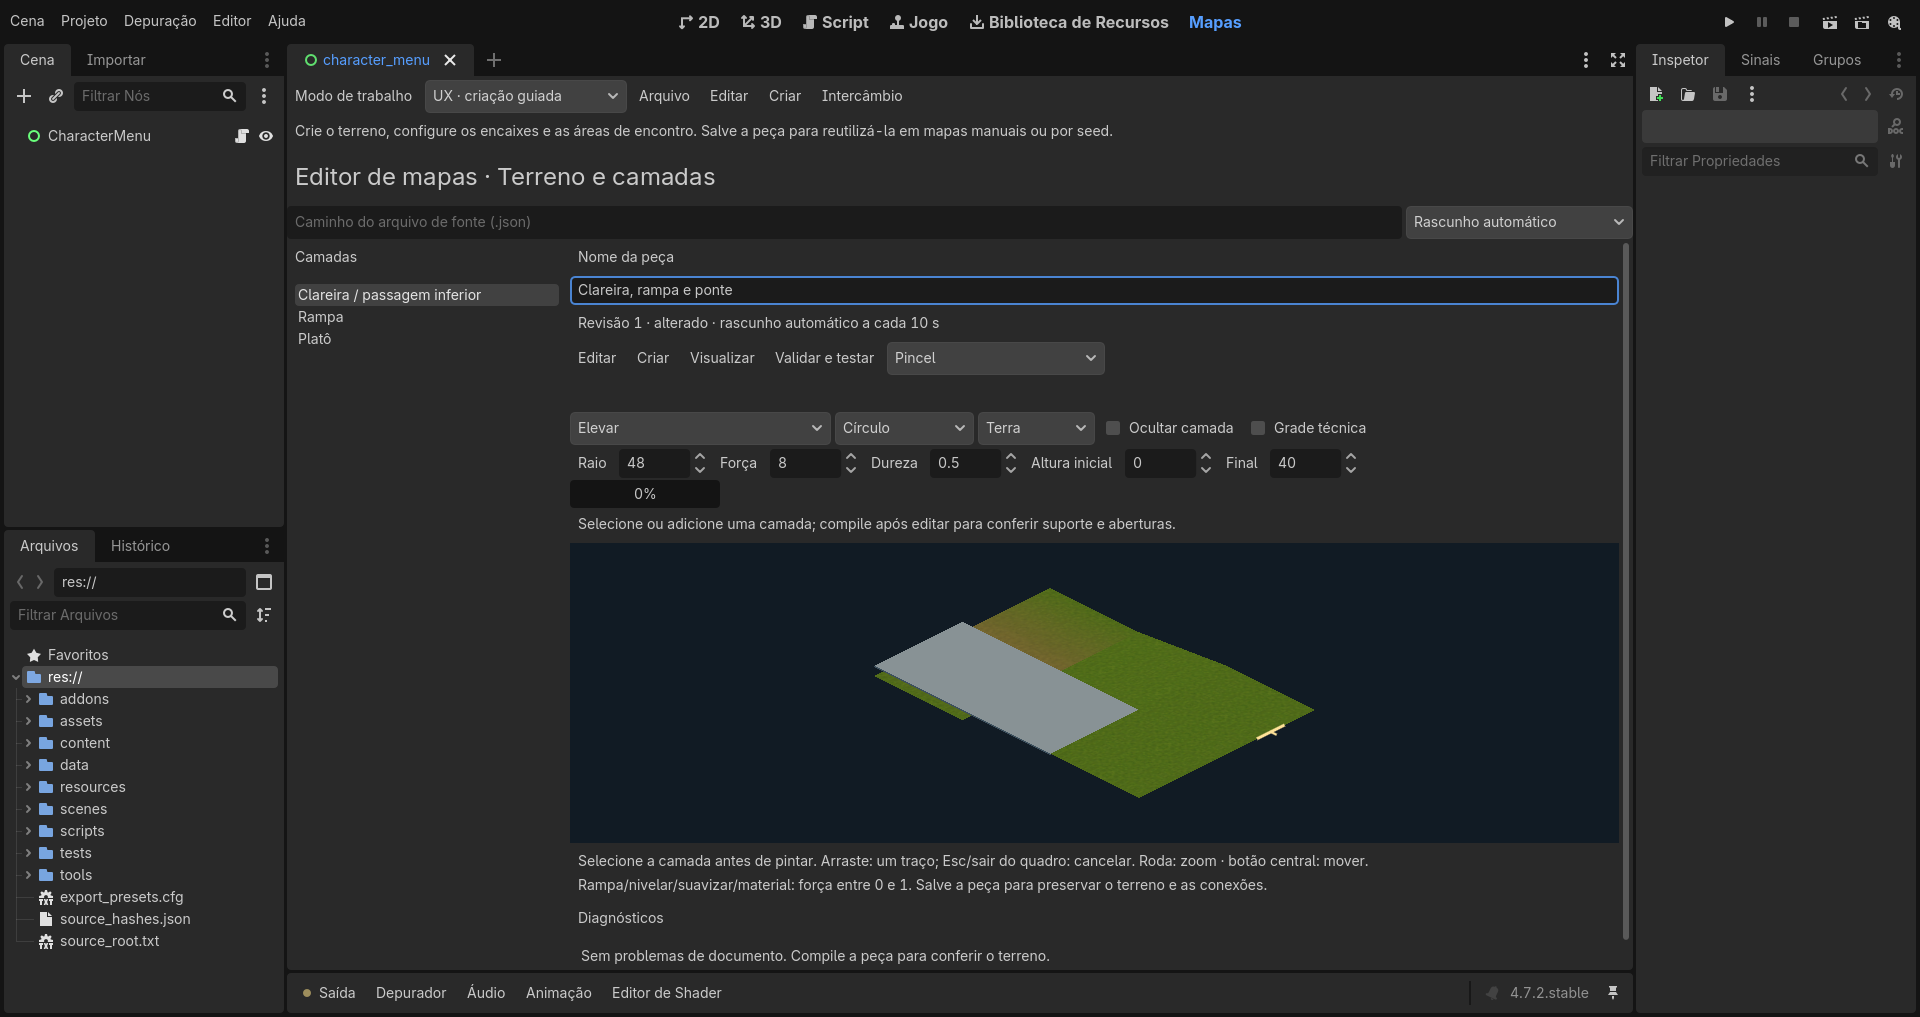 Cena Projeto Depuração Editor Ajuda
2D 3D Script Jogo Biblioteca de Recursos Mapas
Cena Importar
Filtrar Nós
CharacterMenu
character_menu
Modo de trabalho UX · criação guiada Arquivo Editar Criar Intercâmbio
Crie o terreno, configure os encaixes e as áreas de encontro. Salve a peça para reutilizá-la em mapas manuais ou por seed.
Editor de mapas · Terreno e camadas
Caminho do arquivo de fonte (.json) Rascunho automático
Camadas
Clareira / passagem inferior
Rampa
Platô
Nome da peça
Clareira, rampa e ponte
Revisão 1 · alterado · rascunho automático a cada 10 s
Editar Criar Visualizar Validar e testar Pincel
Elevar Círculo Terra Ocultar camada Grade técnica
Raio 48 Força 8 Dureza 0.5 Altura inicial 0 Final 40
0%
Selecione ou adicione uma camada; compile após editar para conferir suporte e aberturas.
Selecione a camada antes de pintar. Arraste: um traço; Esc/sair do quadro: cancelar. Roda: zoom · botão central: mover.
Rampa/nivelar/suavizar/material: força entre 0 e 1. Salve a peça para preservar o terreno e as conexões.
Diagnósticos
Sem problemas de documento. Compile a peça para conferir o terreno.
Arquivos Histórico
res://
Filtrar Arquivos
Favoritos
res://
addons
assets
content
data
resources
scenes
scripts
tests
tools
export_presets.cfg
source_hashes.json
source_root.txt
Saída Depurador Áudio Animação Editor de Shader 4.7.2.stable
Inspetor Sinais Grupos
DOC
Filtrar Propriedades